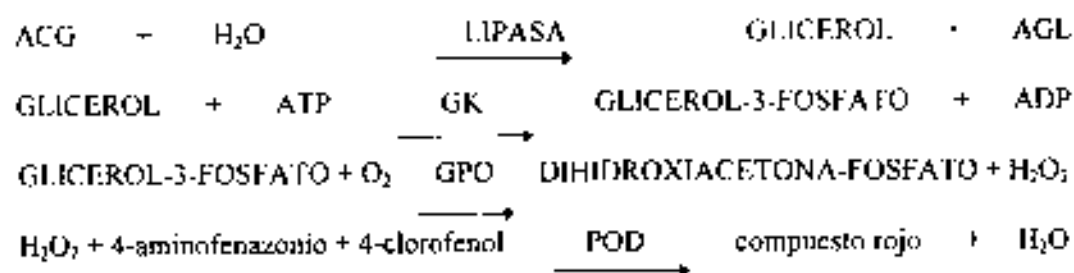 ACG + H₂O LIPASA GLICEROL + AGL
GLICEROL + ATP GK GLICEROL-3-FOSFATO + ADP
GLICEROL-3-FOSFATO + O₂ GPO DIHIDROXIACETONA-FOSFATO + H₂O₂
H₂O₂ + 4-aminofenazonio + 4-clorofenol POD compuesto rojo + H₂O